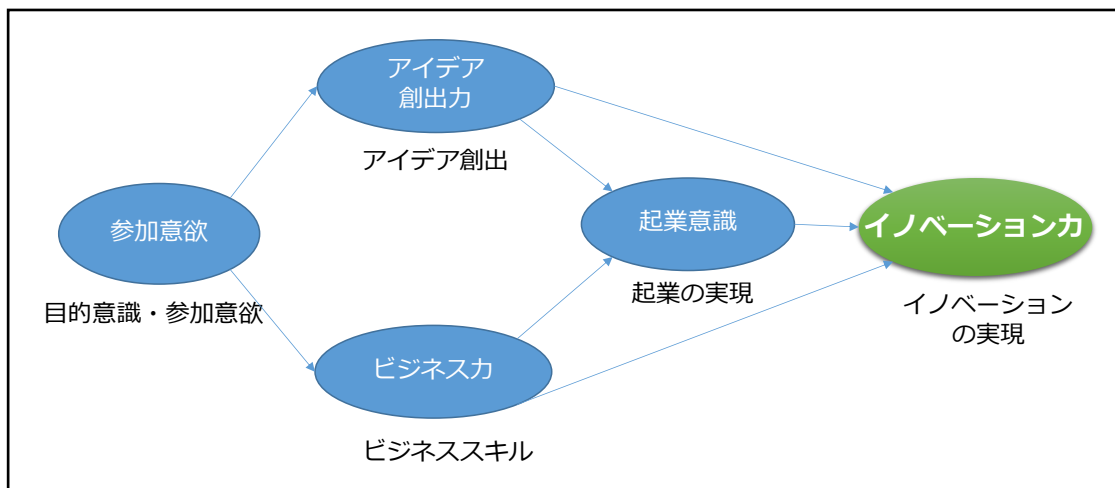 アイデア
創出力
アイデア創出
参加意欲
目的意識・参加意欲
起業意識
起業の実現
イノベーション力
イノベーション
の実現
ビジネス力
ビジネススキル